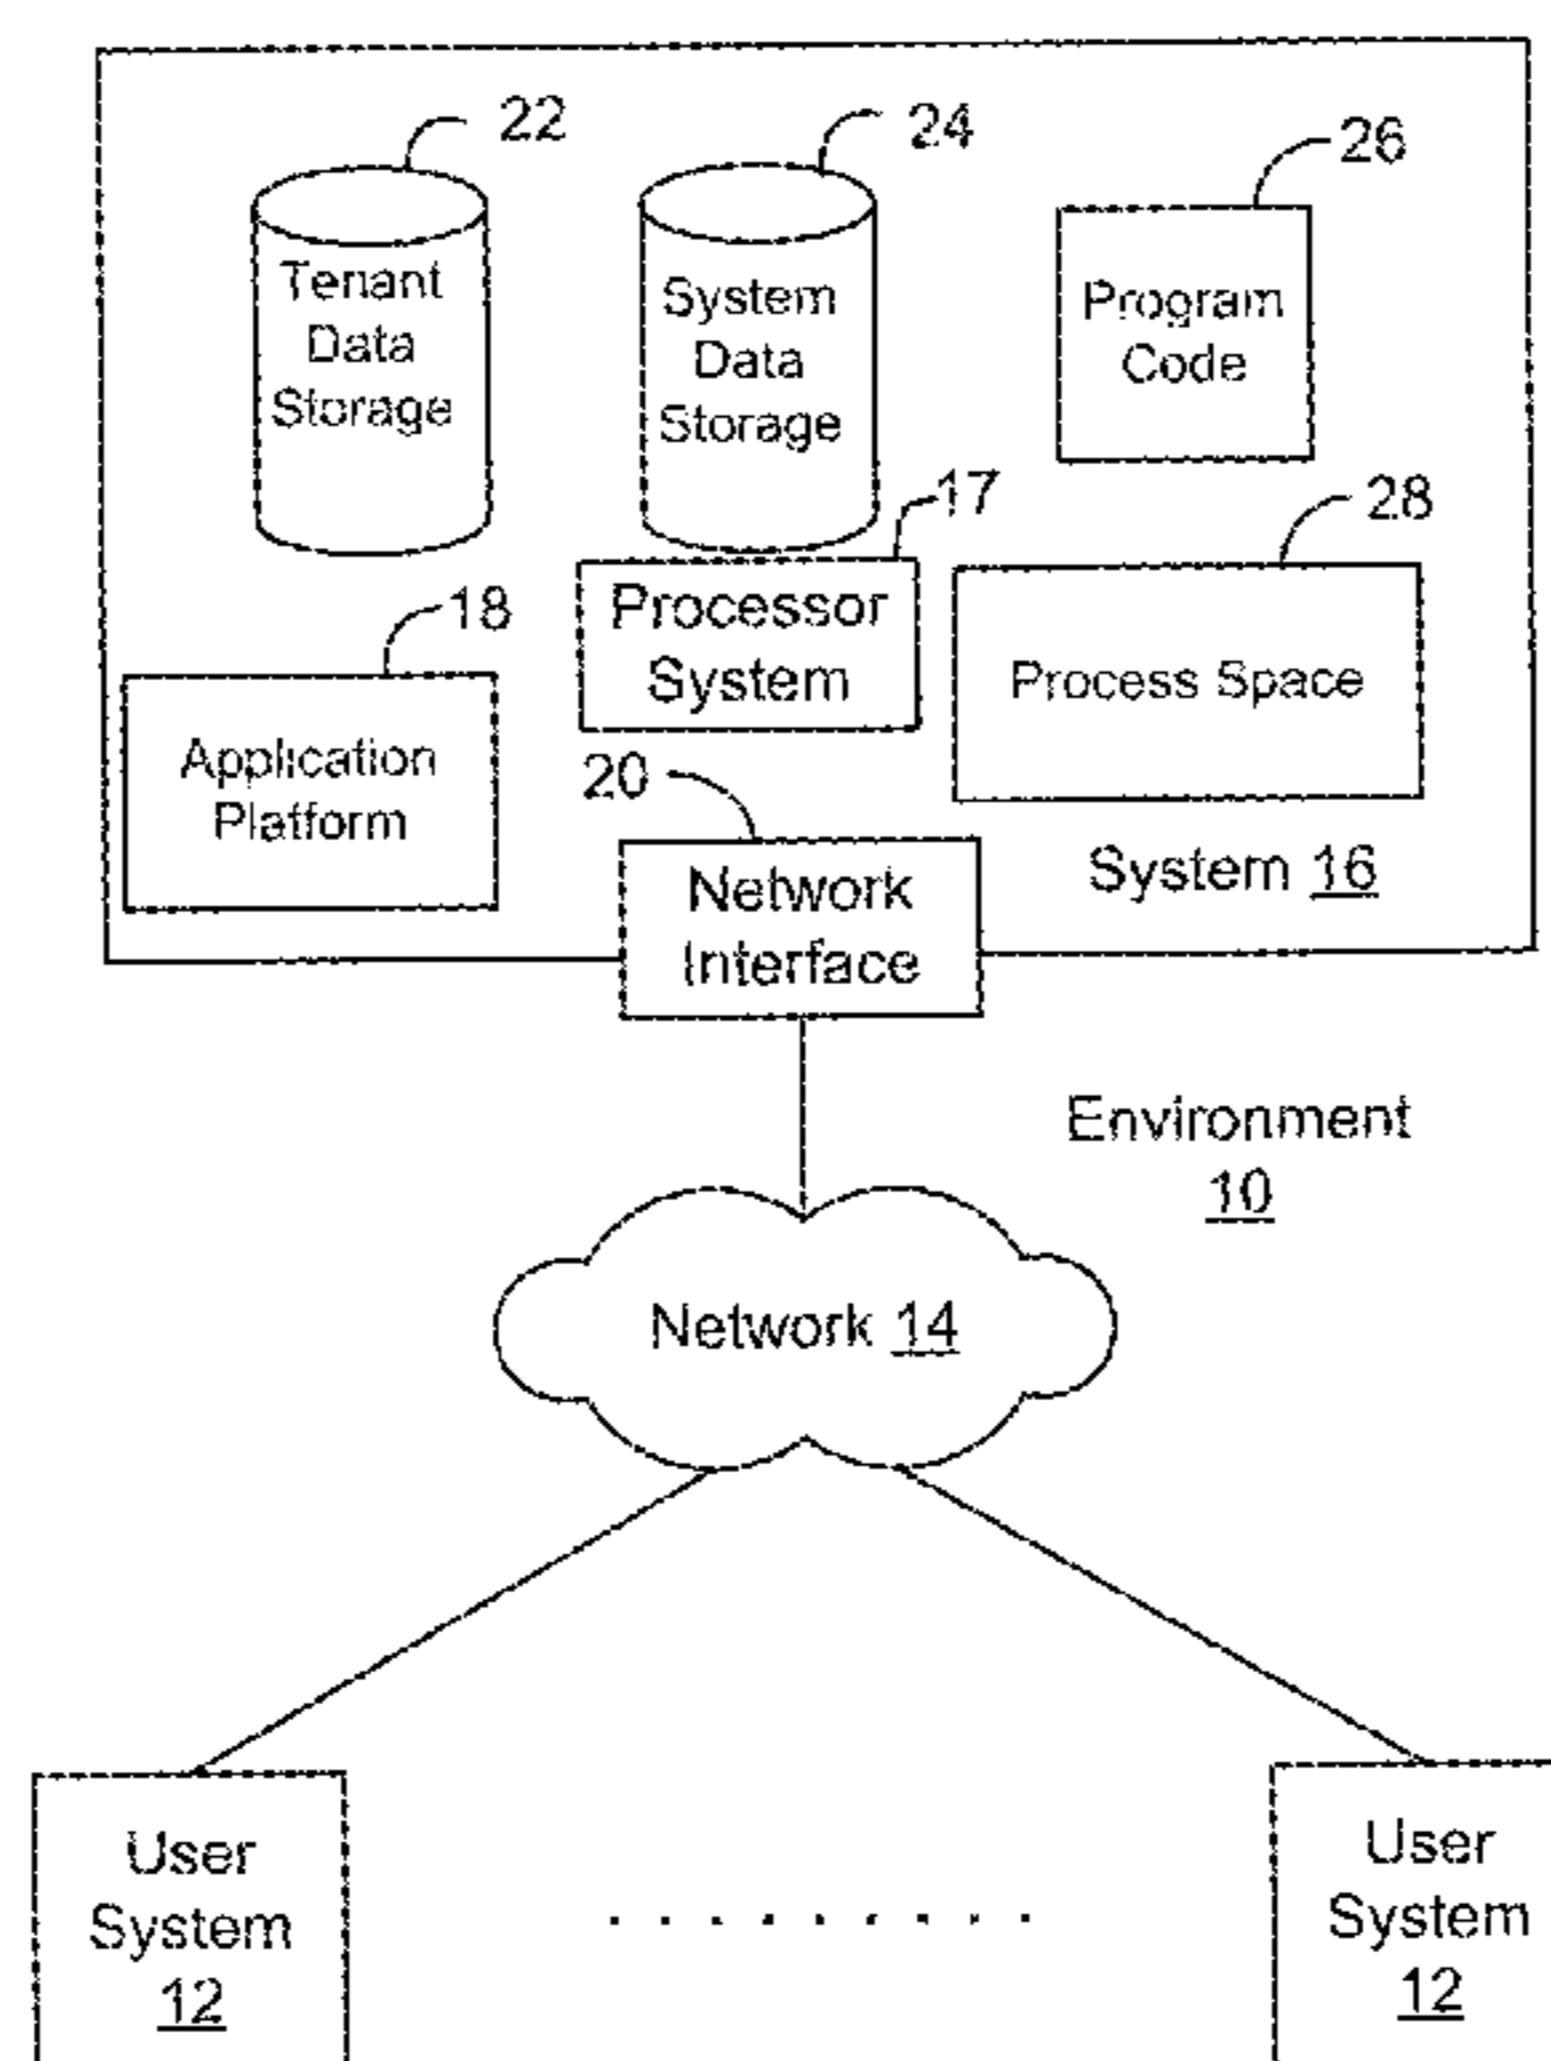 22
24
26
Tenant
Data
Storage
System
Data
Storage
Program
Code
17
28
18
Processor
System
Process Space
Application
Platform
20
System 16
Network
Interface
Environment
10
Network 14
User
System
12
. . . . . . . . .
User
System
12